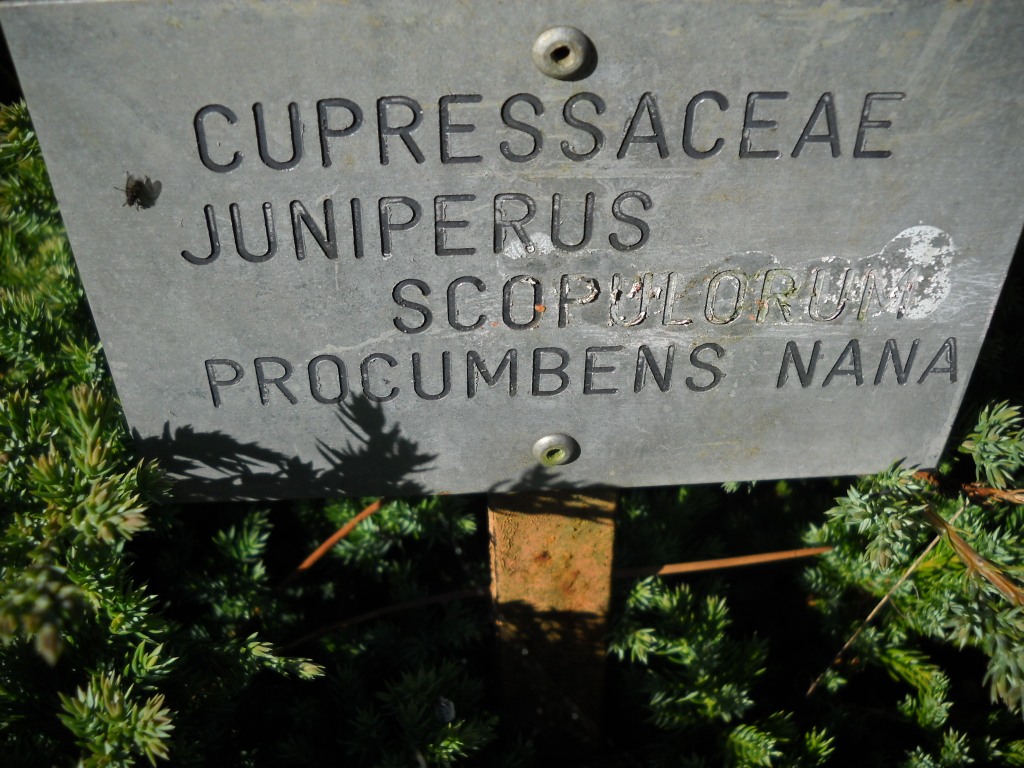 CUPRESSACEAE
JUNIPERUS
SCOPULORUM
PROCUMBENS NANA